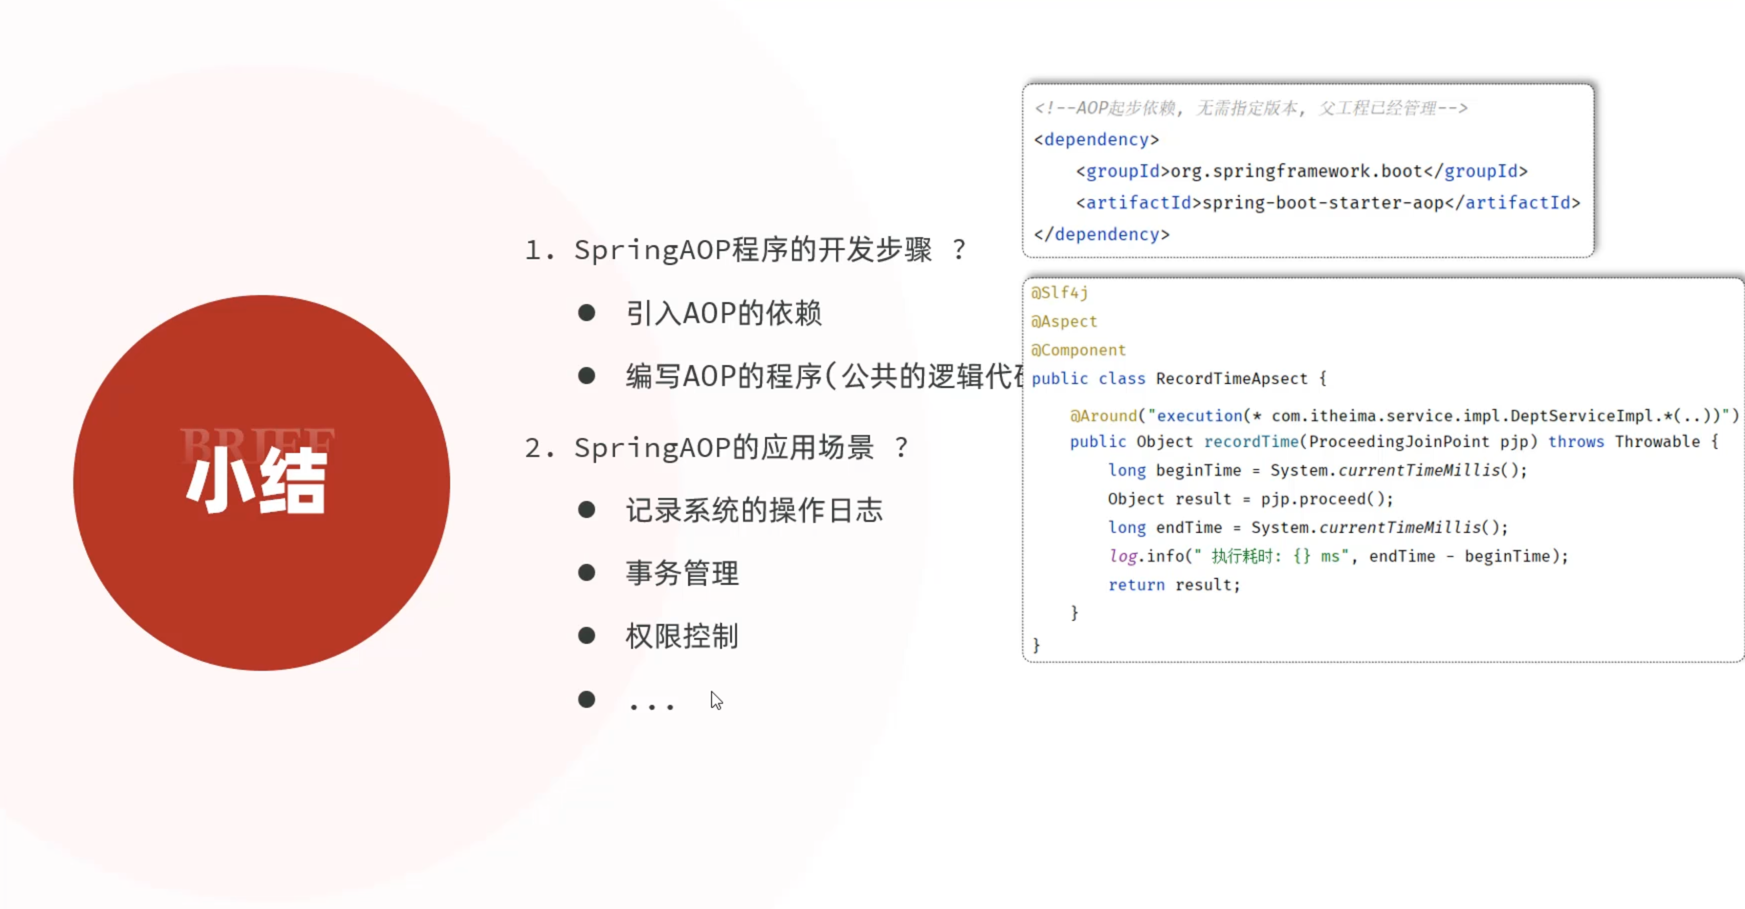 BRIEF
小结
1. SpringAOP程序的开发步骤 ？
● 引入AOP的依赖
● 编写AOP的程序(公共的逻辑代
2. SpringAOP的应用场景 ？
● 记录系统的操作日志
● 事务管理
● 权限控制
● ...
<!--AOP起步依赖, 无需指定版本, 父工程已经管理-->
<dependency>
    <groupId>org.springframework.boot</groupId>
    <artifactId>spring-boot-starter-aop</artifactId>
</dependency>
@Slf4j
@Aspect
@Component
public class RecordTimeApsect {
    @Around("execution(* com.itheima.service.impl.DeptServiceImpl.*(..))")
    public Object recordTime(ProceedingJoinPoint pjp) throws Throwable {
        long beginTime = System.currentTimeMillis();
        Object result = pjp.proceed();
        long endTime = System.currentTimeMillis();
        log.info(" 执行耗时: {} ms", endTime - beginTime);
        return result;
    }
}